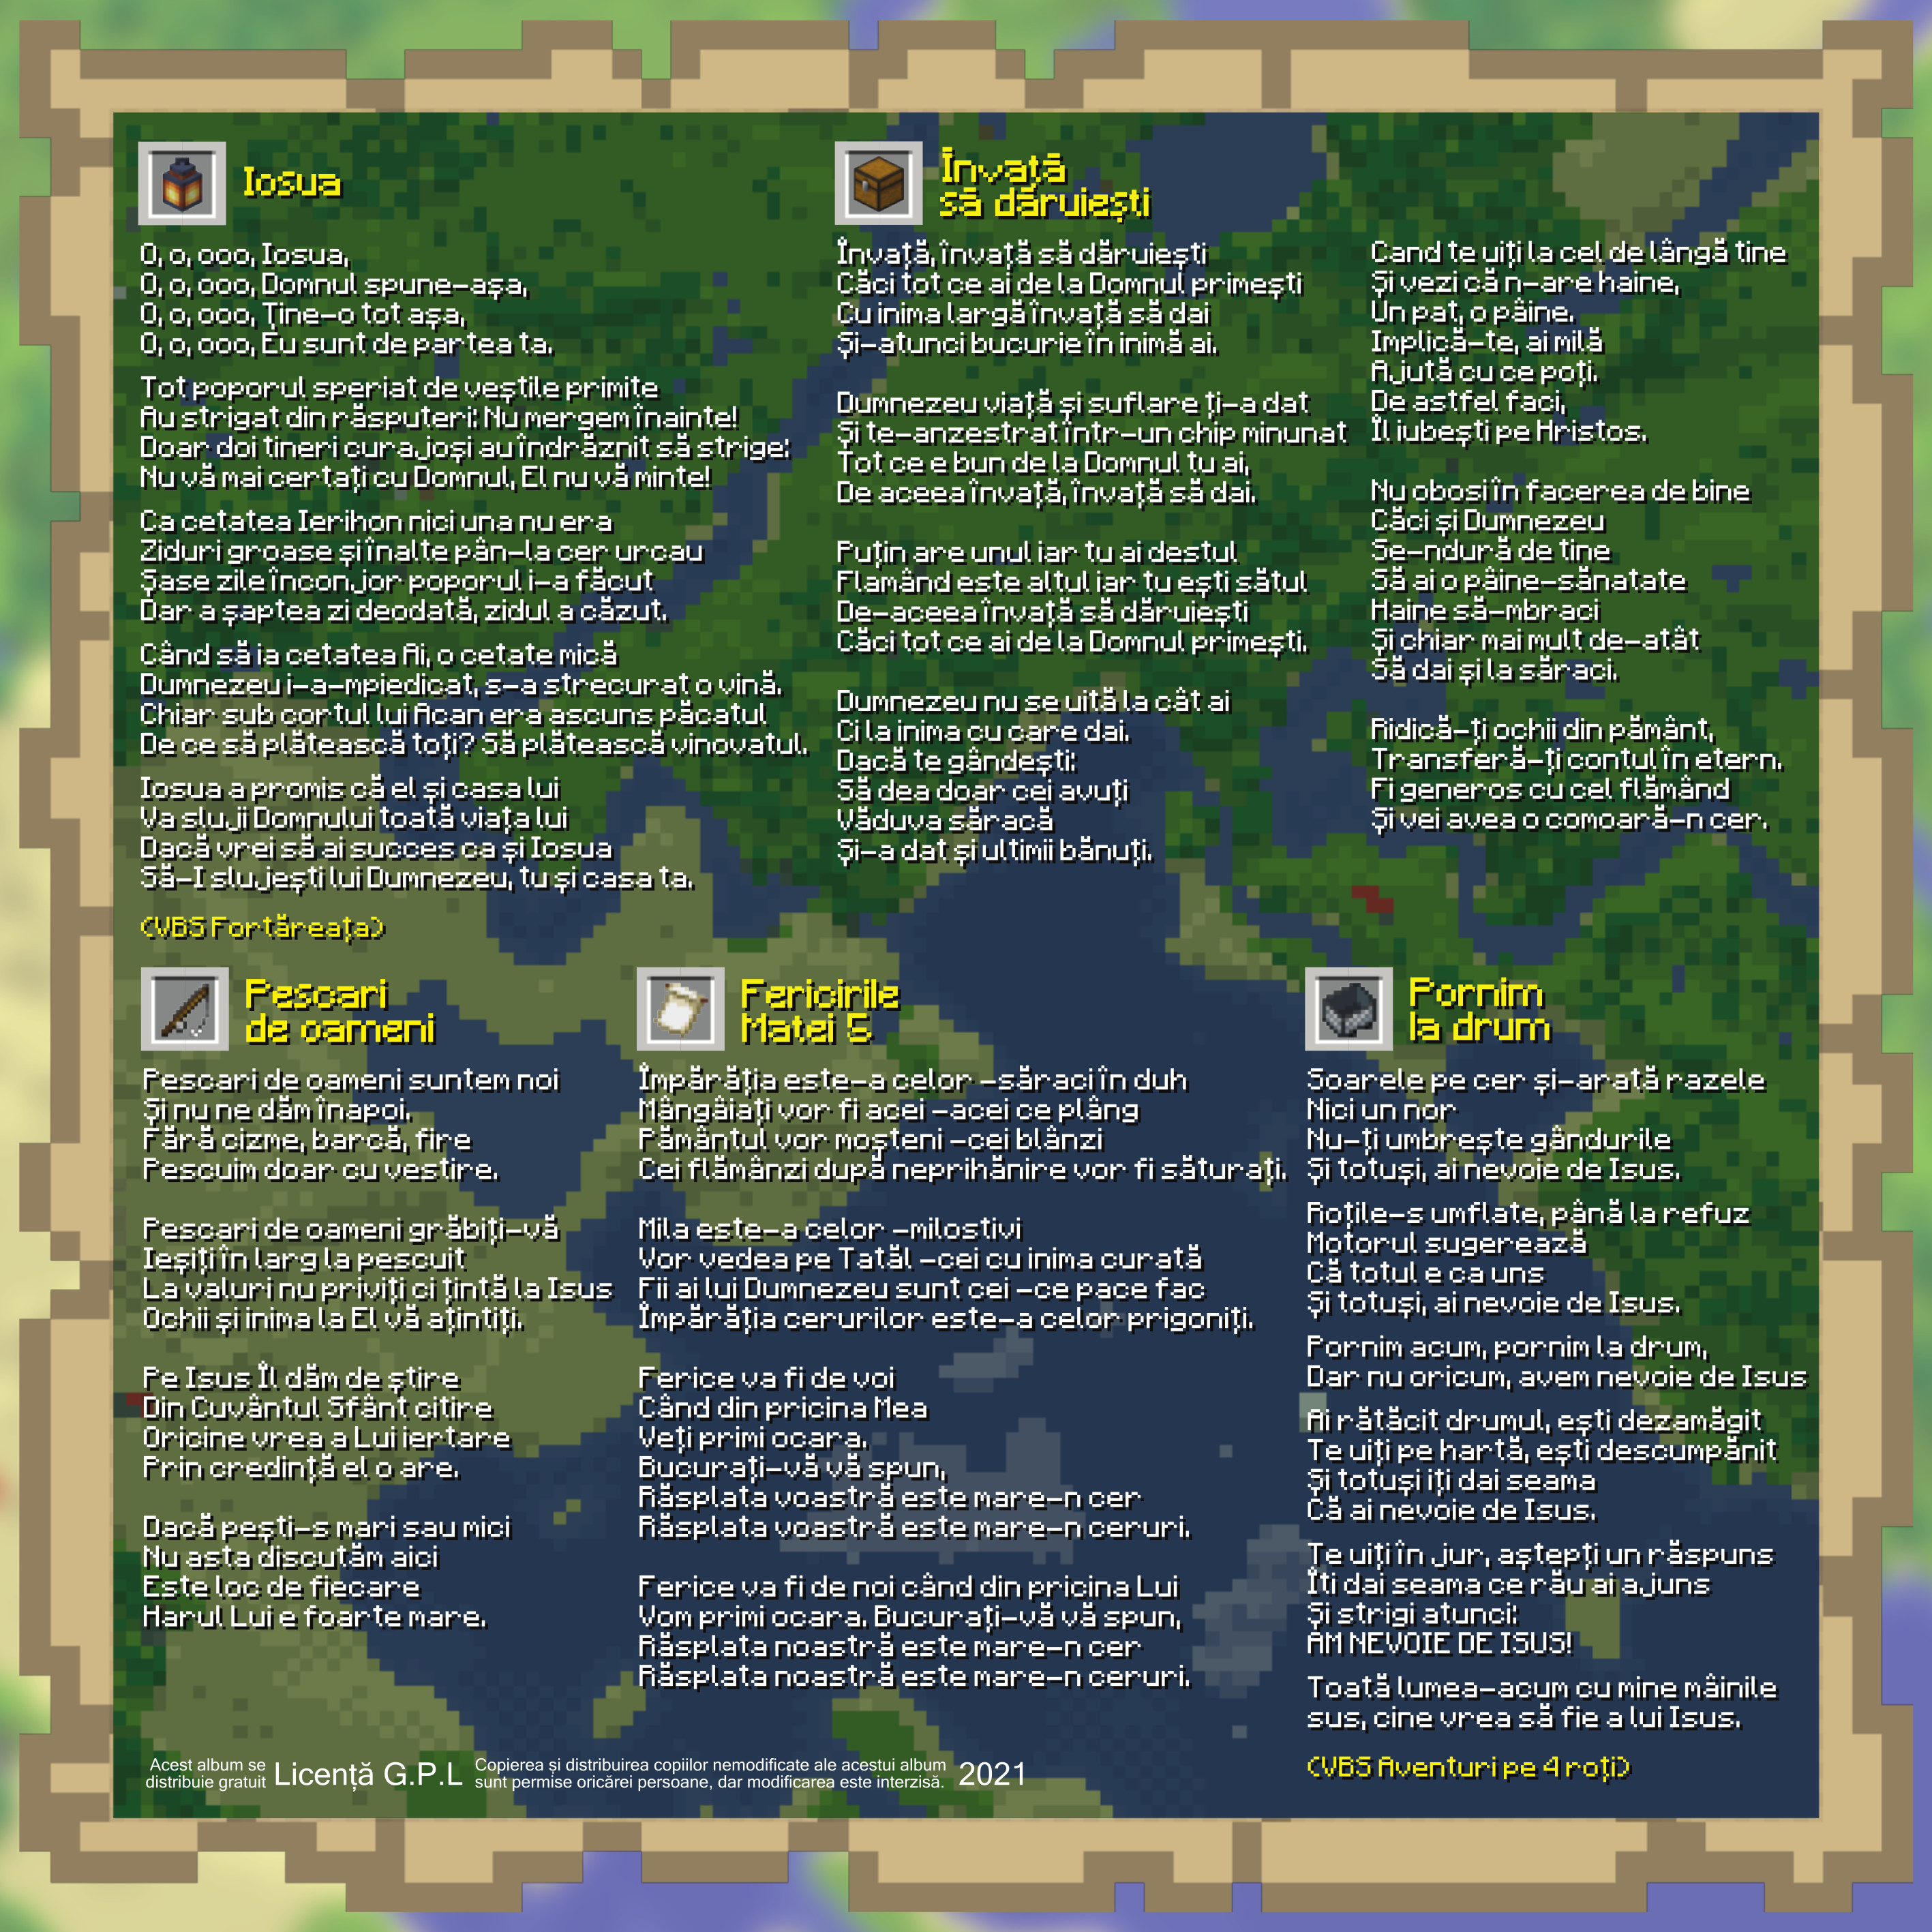 Iosua
O, o, ooo, Iosua,
O, o, ooo, Domnul spune-așa,
O, o, ooo, Ține-o tot așa,
O, o, ooo, Eu sunt de partea ta.
Tot poporul speriat de veștile primite
Au strigat din răsputeri: Nu mergem înainte!
Doar doi tineri curajoși au îndrăznit să strige:
Nu vă mai certați cu Domnul, El nu vă minte!
Ca cetatea Ierihon nici una nu era
Ziduri groase și înalte pân-la cer urcau
Șase zile înconjor poporul i-a făcut
Dar a șaptea zi deodată, zidul a căzut.
Când să ia cetatea Ai, o cetate mică
Dumnezeu i-a-mpiedicat, s-a strecurat o vină.
Chiar sub cortul lui Acan era ascuns păcatul
De ce să plătească toți? Să plătească vinovatul.
Iosua a promis că el și casa lui
Va sluji Domnului toată viața lui
Dacă vrei să ai succes ca și Iosua
Să-I slujești lui Dumnezeu, tu și casa ta.
(VBS Fortăreața)
Învață
să dăruiești
Învață, învață să dăruiești
Căci tot ce ai de la Domnul primești
Cu inima largă învață să dai
Și-atunci bucurie în inimă ai.
Dumnezeu viață și suflare ți-a dat
Și te-anzestrat într-un chip minunat
Tot ce e bun de la Domnul tu ai,
De aceea învață, învață să dai.
Puțin are unul iar tu ai destul
Flamând este altul iar tu ești sătul
De-aceea învață să dăruiești
Căci tot ce ai de la Domnul primești.
Dumnezeu nu se uită la cât ai
Ci la inima cu care dai.
Dacă te gândești:
Să dea doar cei avuți
Văduva săracă
Și-a dat și ultimii bănuți.
Cand te uiți la cel de lângă tine
Și vezi că n-are haine,
Un pat, o pâine.
Implică-te, ai milă
Ajută cu ce poți.
De astfel faci,
Îl iubești pe Hristos.
Nu obosi în facerea de bine
Căci și Dumnezeu
Se-ndură de tine
Să ai o pâine-sănatate
Haine să-mbraci
Și chiar mai mult de-atât
Să dai și la săraci.
Ridică-ți ochii din pământ,
Transferă-ți contul în etern.
Fi generos cu cel flămând
Și vei avea o comoară-n cer.
Pescari
de oameni
Pescari de oameni suntem noi
Și nu ne dăm înapoi.
Fără cizme, barcă, fire
Pescuim doar cu vestire.
Pescari de oameni grăbiți-vă
Ieșiți în larg la pescuit
La valuri nu priviți ci țintă la Isus
Ochii și inima la El vă ațintiți.
Pe Isus Îl dăm de știre
Din Cuvântul Sfânt citire
Oricine vrea a Lui iertare
Prin credință el o are.
Dacă pești-s mari sau mici
Nu asta discutăm aici
Este loc de fiecare
Harul Lui e foarte mare.
Fericirile
Matei 5
Împărăția este-a celor -săraci în duh
Mângâiați vor fi acei -acei ce plâng
Pământul vor moșteni -cei blânzi
Cei flămânzi după neprihănire vor fi săturați.
Mila este-a celor -milostivi
Vor vedea pe Tatăl -cei cu inima curată
Fii ai lui Dumnezeu sunt cei -ce pace fac
Împărăția cerurilor este-a celor prigoniți.
Ferice va fi de voi
Când din pricina Mea
Veți primi ocara.
Bucurați-vă vă spun,
Răsplata voastră este mare-n cer
Răsplata voastră este mare-n ceruri.
Ferice va fi de noi când din pricina Lui
Vom primi ocara. Bucurați-vă vă spun,
Răsplata noastră este mare-n cer
Răsplata noastră este mare-n ceruri.
Pornim
la drum
Soarele pe cer și-arată razele
Nici un nor
Nu-ți umbrește gândurile
Și totuși, ai nevoie de Isus.
Roțile-s umflate, până la refuz
Motorul sugerează
Că totul e ca uns
Și totuși, ai nevoie de Isus.
Pornim acum, pornim la drum,
Dar nu oricum, avem nevoie de Isus
Ai rătăcit drumul, ești dezamăgit
Te uiți pe hartă, ești descumpănit
Și totuși iți dai seama
Că ai nevoie de Isus.
Te uiți în jur, aștepți un răspuns
Îti dai seama ce rău ai ajuns
Și strigi atunci:
AM NEVOIE DE ISUS!
Toată lumea-acum cu mine mâinile
sus, cine vrea să fie a lui Isus.
(VBS Aventuri pe 4 roți)
Acest album se
distribuie gratuit
Licență G.P.L
Copierea și distribuirea copiilor nemodificate ale acestui album
sunt permise oricărei persoane, dar modificarea este interzisă.
2021